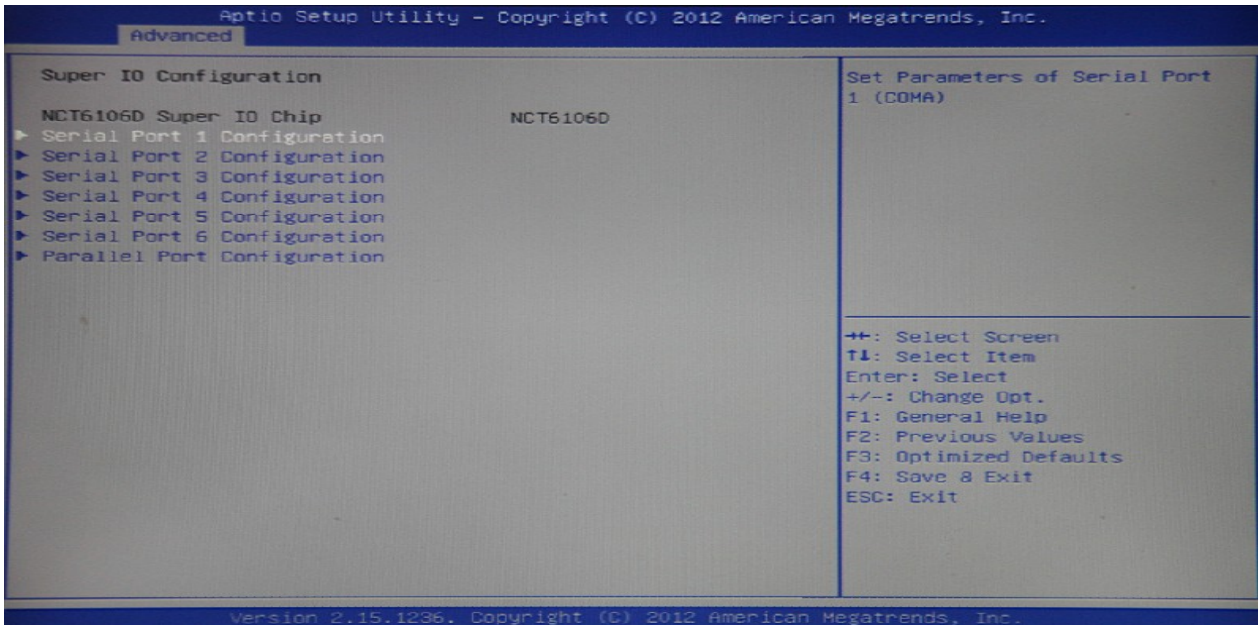 Aptio Setup Utility - Copyright (C) 2012 American Megatrends, Inc.
Advanced
Super IO Configuration
NCT6106D Super IO Chip NCT6106D
► Serial Port 1 Configuration
► Serial Port 2 Configuration
► Serial Port 3 Configuration
► Serial Port 4 Configuration
► Serial Port 5 Configuration
► Serial Port 6 Configuration
► Parallel Port Configuration
Set Parameters of Serial Port
1 (COMA)
→←: Select Screen
↑↓: Select Item
Enter: Select
+/-: Change Opt.
F1: General Help
F2: Previous Values
F3: Optimized Defaults
F4: Save & Exit
ESC: Exit
Version 2.15.1236. Copyright (C) 2012 American Megatrends, Inc.